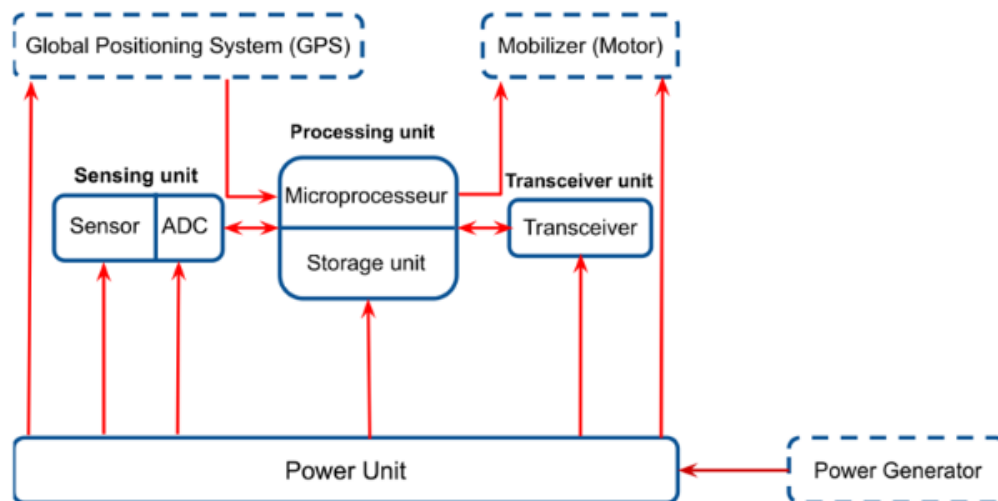 Global Positioning System (GPS)
Mobilizer (Motor)
Processing unit
Sensing unit
Microprocesseur
Transceiver unit
Sensor
ADC
Transceiver
Storage unit
Power Unit
Power Generator